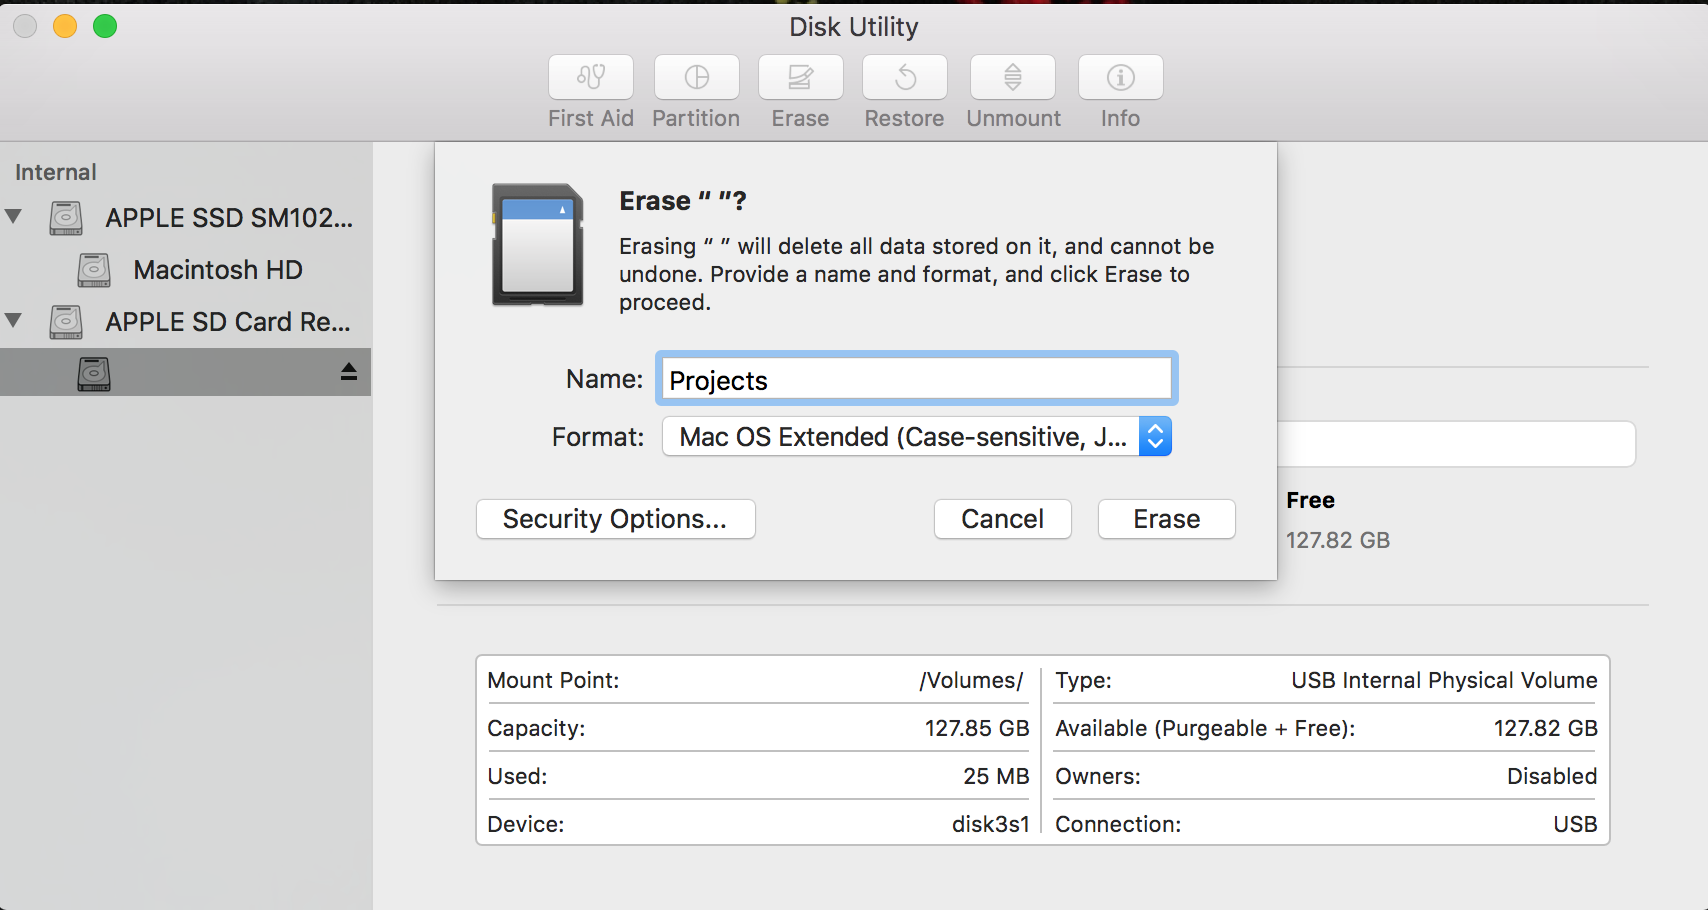 Disk Utility
First Aid
Partition
Erase
Restore
Unmount
Info
Internal
APPLE SSD SM102...
Macintosh HD
APPLE SD Card Re...
Erase “ ”?
Erasing “ ” will delete all data stored on it, and cannot be
undone. Provide a name and format, and click Erase to
proceed.
Name: Projects
Format: Mac OS Extended (Case-sensitive, J...
Security Options...
Cancel
Erase
Free
127.82 GB
Mount Point: /Volumes/
Type: USB Internal Physical Volume
Capacity: 127.85 GB
Available (Purgeable + Free): 127.82 GB
Used: 25 MB
Owners: Disabled
Device: disk3s1
Connection: USB